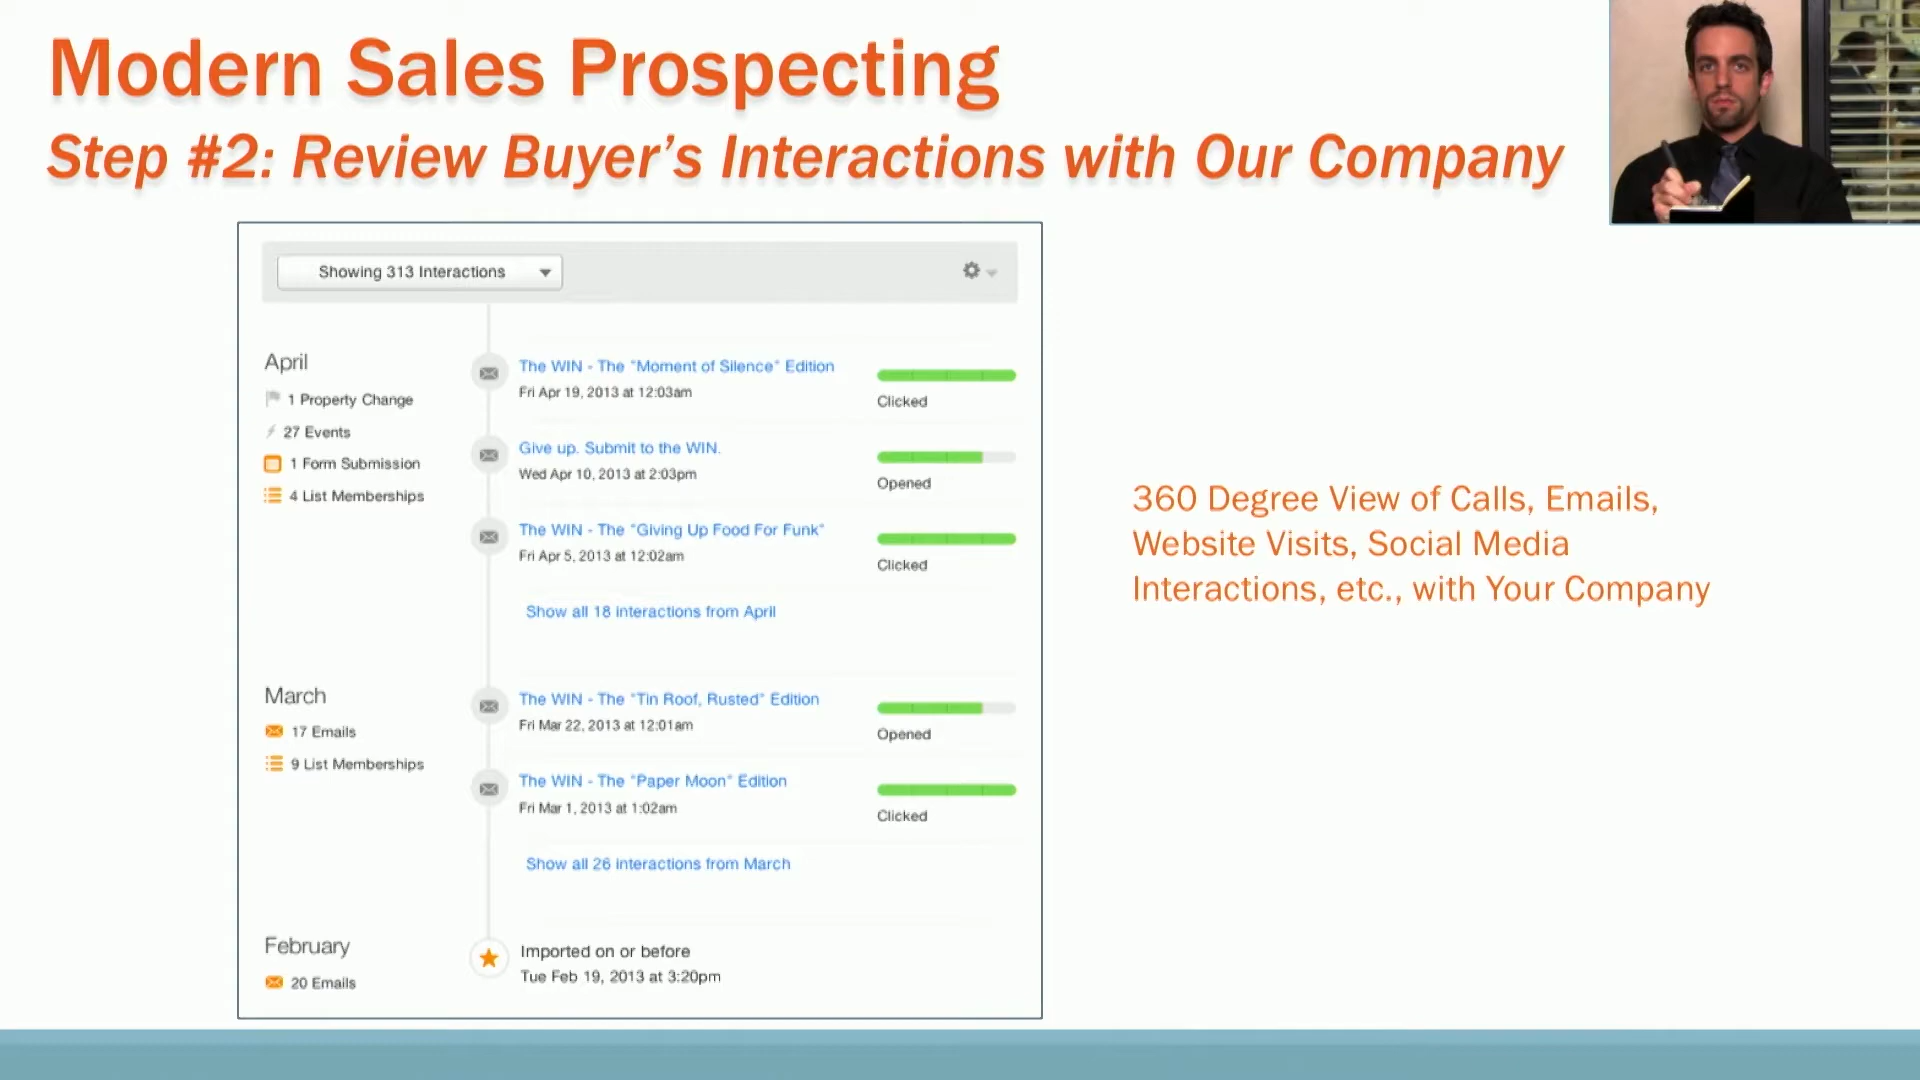 Modern Sales Prospecting
Step #2: Review Buyer's Interactions with Our Company
Showing 313 Interactions
April
1 Property Change
27 Events
1 Form Submission
4 List Memberships
The WIN - The "Moment of Silence" Edition
Fri Apr 19, 2013 at 12:03am
Clicked
Give up. Submit to the WIN.
Wed Apr 10, 2013 at 2:03pm
Opened
The WIN - The "Giving Up Food For Funk"
Fri Apr 5, 2013 at 12:02am
Clicked
Show all 18 interactions from April
March
17 Emails
9 List Memberships
The WIN - The "Tin Roof, Rusted" Edition
Fri Mar 22, 2013 at 12:01am
Opened
The WIN - The "Paper Moon" Edition
Fri Mar 1, 2013 at 1:02am
Clicked
Show all 26 interactions from March
February
20 Emails
Imported on or before
Tue Feb 19, 2013 at 3:20pm
360 Degree View of Calls, Emails,
Website Visits, Social Media
Interactions, etc., with Your Company